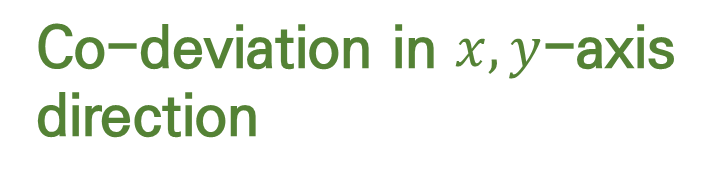 Co-deviation in x, y-axis
direction